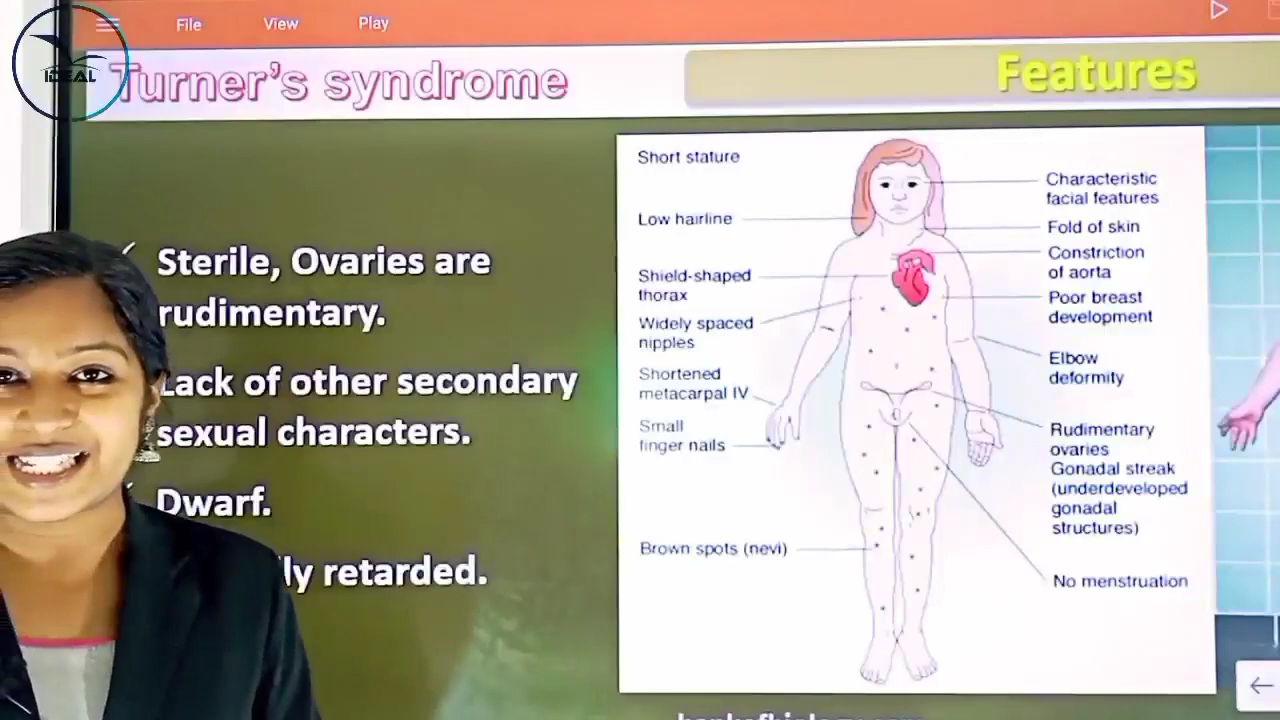 File View Play
IDEAL
Turner's syndrome
Features
Sterile, Ovaries are
rudimentary.
Lack of other secondary
sexual characters.
Dwarf.
lly retarded.
Short stature
Low hairline
Shield-shaped
thorax
Widely spaced
nipples
Shortened
metacarpal IV
Small
finger nails
Brown spots (nevi)
Characteristic
facial features
Fold of skin
Constriction
of aorta
Poor breast
development
Elbow
deformity
Rudimentary
ovaries
Gonadal streak
(underdeveloped
gonadal
structures)
No menstruation